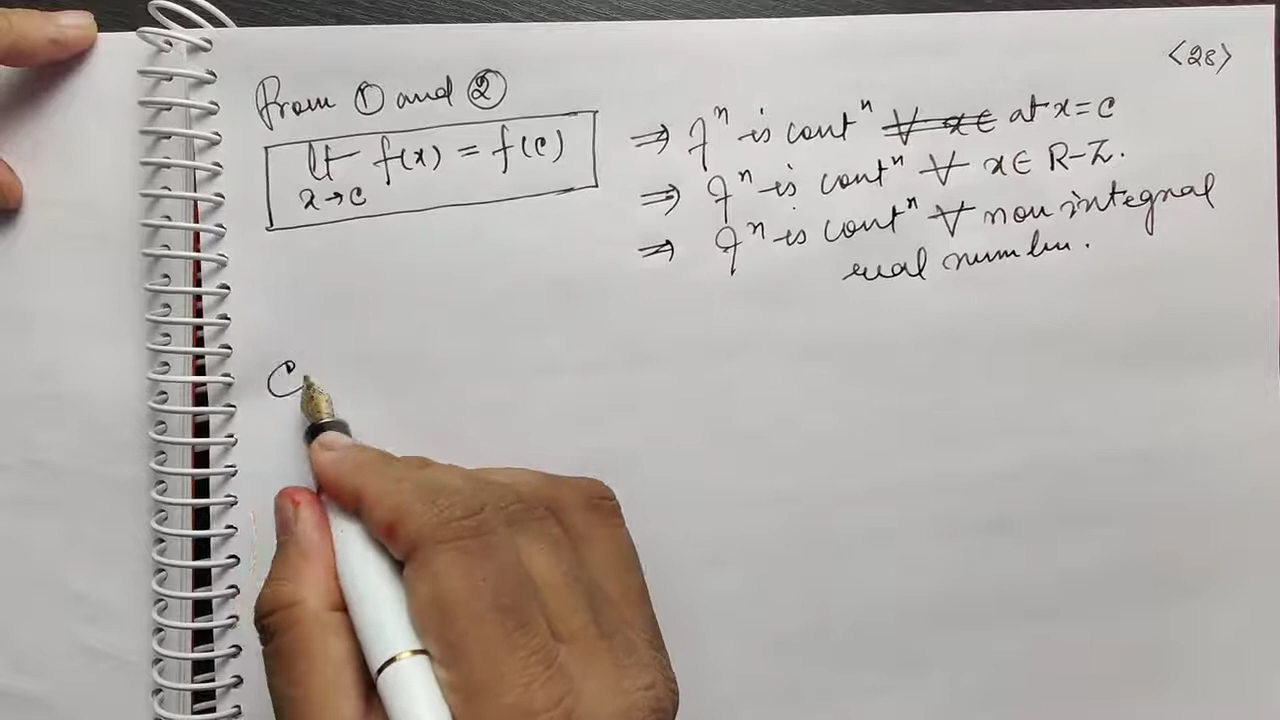 <28>
From ① and ②
lt f(x) = f(c)
x→c
⇒ fⁿ is contⁿ ∀ x∈ at x=c
⇒ fⁿ is contⁿ ∀ x∈ R-Z.
⇒ fⁿ is contⁿ ∀ non integral
real number.
C